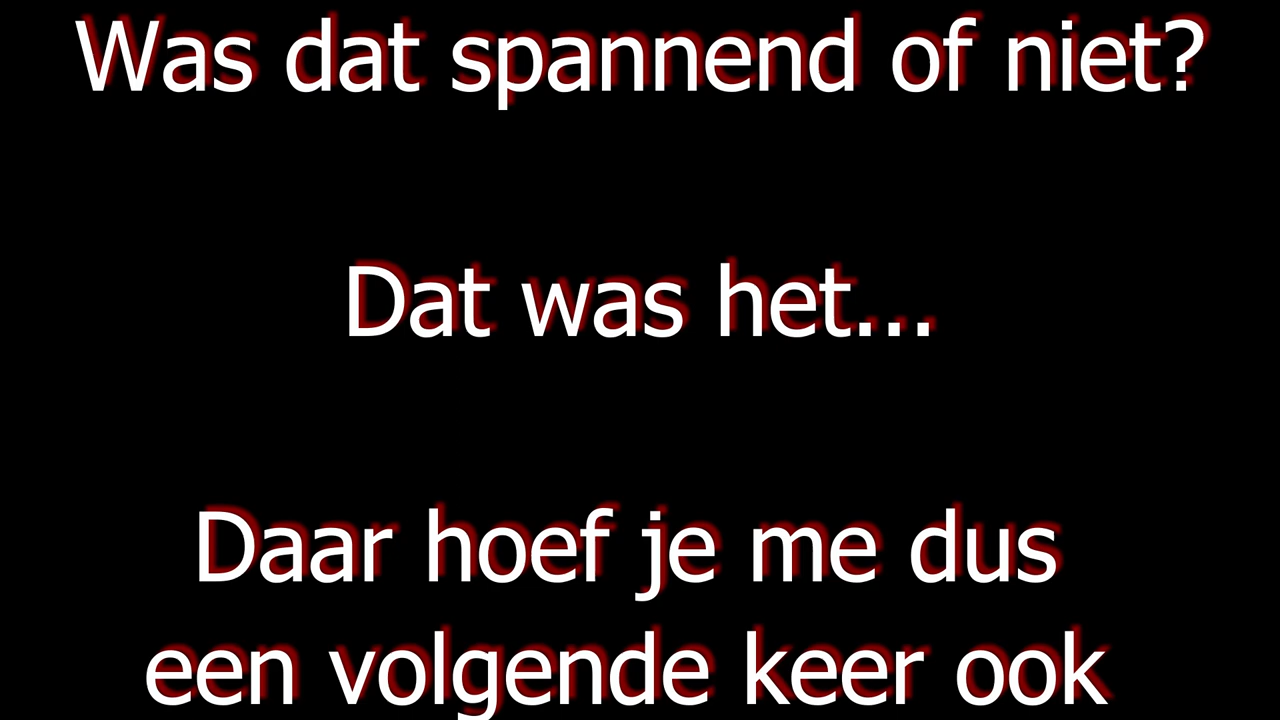 Was dat spannend of niet?
Dat was het...
Daar hoef je me dus
een volgende keer ook